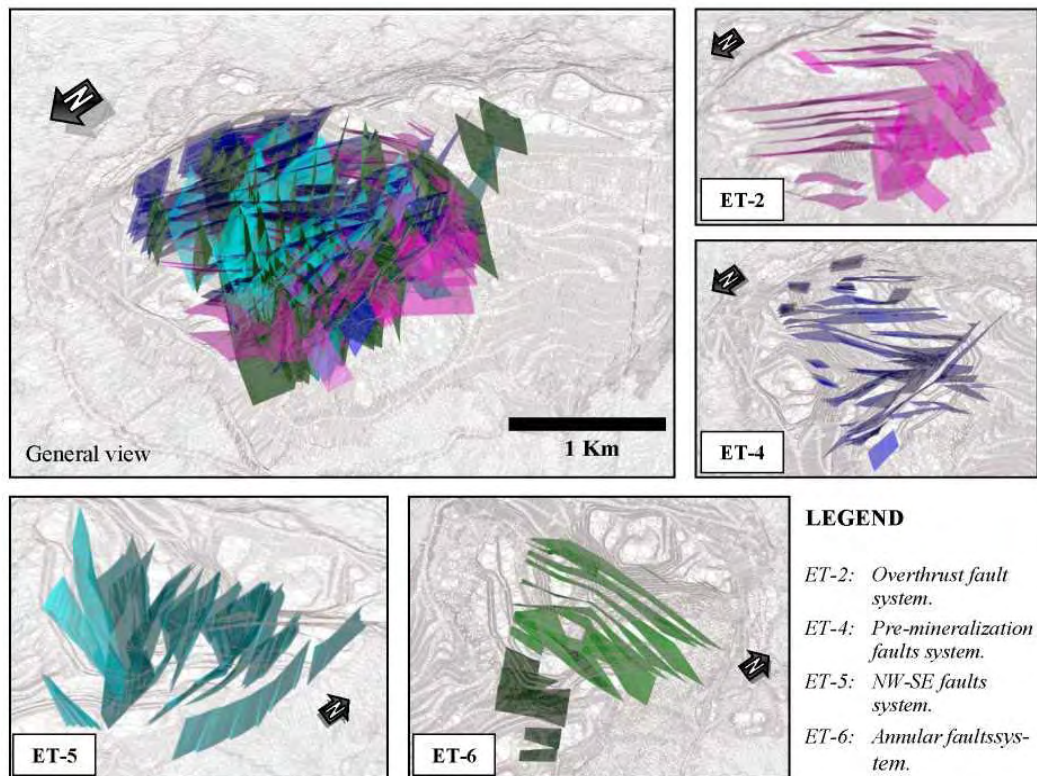 N
General view
1 Km
N
ET-2
N
ET-4
N
ET-5
N
ET-6
LEGEND
ET-2: Overthrust fault
system.
ET-4: Pre-mineralization
faults system.
ET-5: NW-SE faults
system.
ET-6: Annular faultssys-
tem.